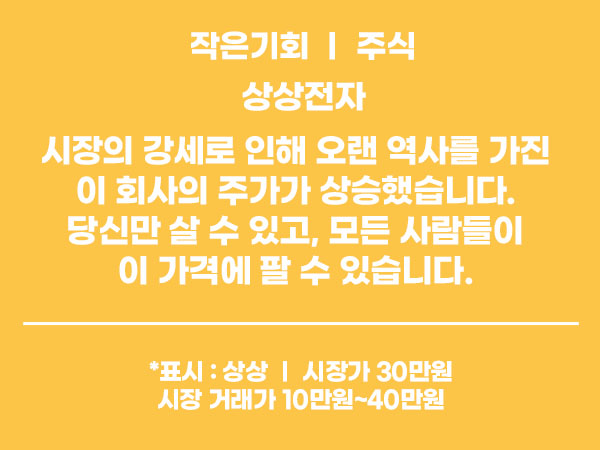 작은기회 ㅣ 주식
상상전자
시장의 강세로 인해 오랜 역사를 가진
이 회사의 주가가 상승했습니다.
당신만 살 수 있고, 모든 사람들이
이 가격에 팔 수 있습니다.
*표시 : 상상 ㅣ 시장가 30만원
시장 거래가 10만원~40만원